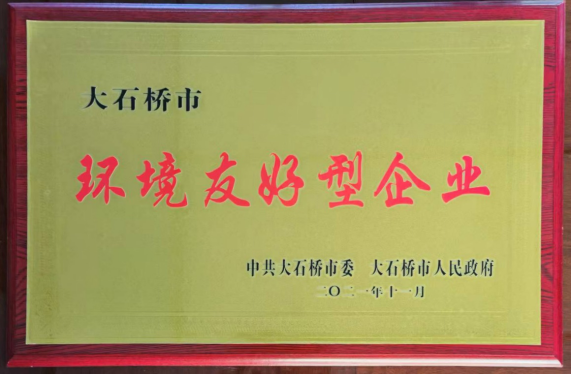 大石桥市
环境友好型企业
中共大石桥市委 大石桥市人民政府
二〇二一年十一月